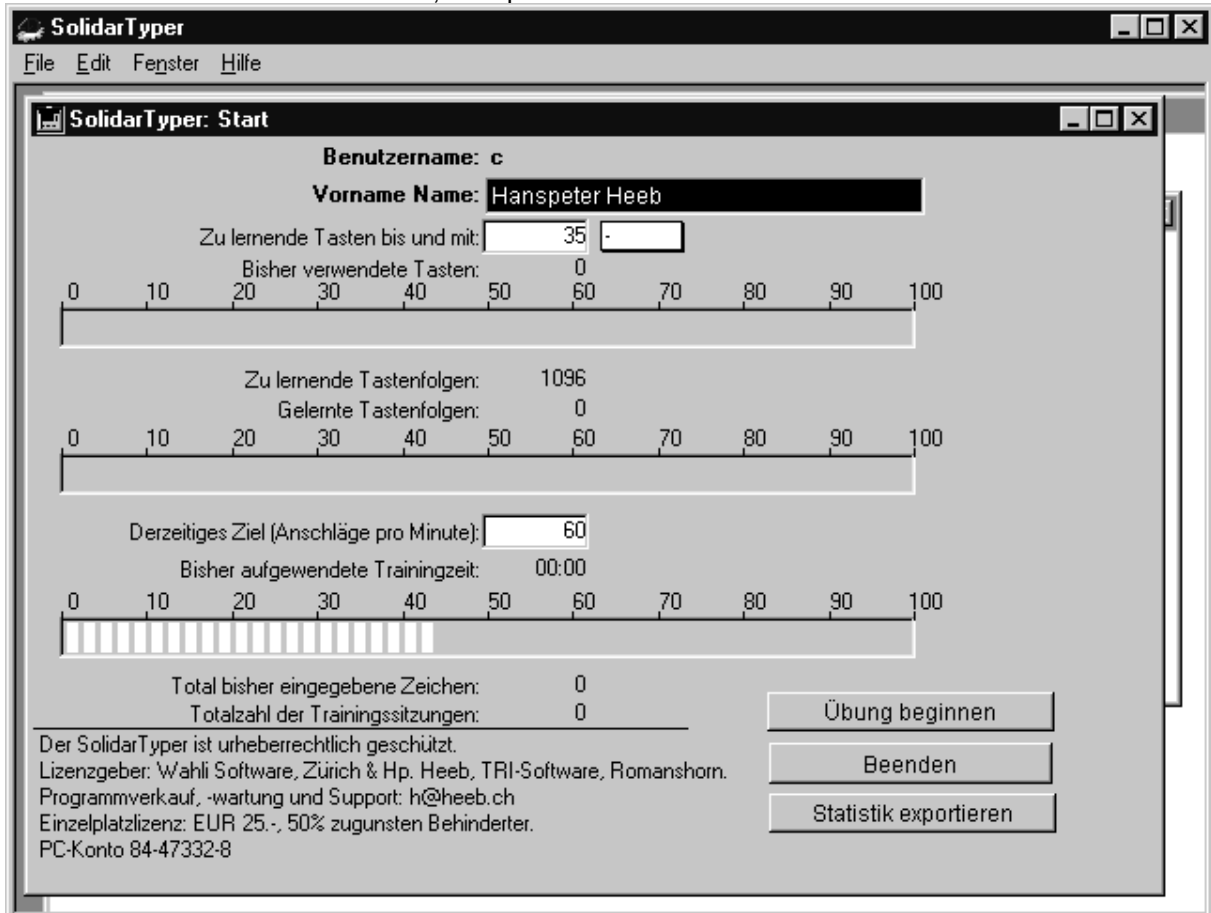 SolidarTyper
File Edit Fenster Hilfe
SolidarTyper: Start
Benutzername: c
Vorname Name: Hanspeter Heeb
Zu lernende Tasten bis und mit: 35 -
Bisher verwendete Tasten: 0
0 10 20 30 40 50 60 70 80 90 100
Zu lernende Tastenfolgen: 1096
Gelernte Tastenfolgen: 0
0 10 20 30 40 50 60 70 80 90 100
Derzeitiges Ziel (Anschläge pro Minute): 60
Bisher aufgewendete Trainingzeit: 00:00
0 10 20 30 40 50 60 70 80 90 100
Total bisher eingegebene Zeichen: 0
Totalzahl der Trainingssitzungen: 0
Übung beginnen
Beenden
Statistik exportieren
Der SolidarTyper ist urheberrechtlich geschützt.
Lizenzgeber: Wahli Software, Zürich & Hp. Heeb, TRI-Software, Romanshorn.
Programmverkauf, -wartung und Support: h@heeb.ch
Einzelplatzlizenz: EUR 25.-, 50% zugunsten Behinderter.
PC-Konto 84-47332-8